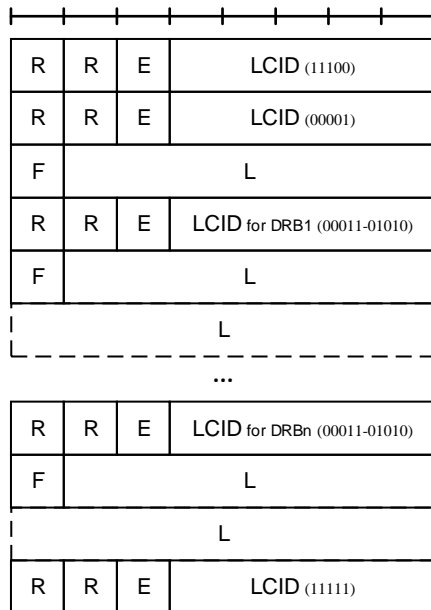 R R E LCID (11100)
R R E LCID (00001)
F L
R R E LCID for DRB1 (00011-01010)
F L
L
...
R R E LCID for DRBn (00011-01010)
F L
L
R R E LCID (11111)